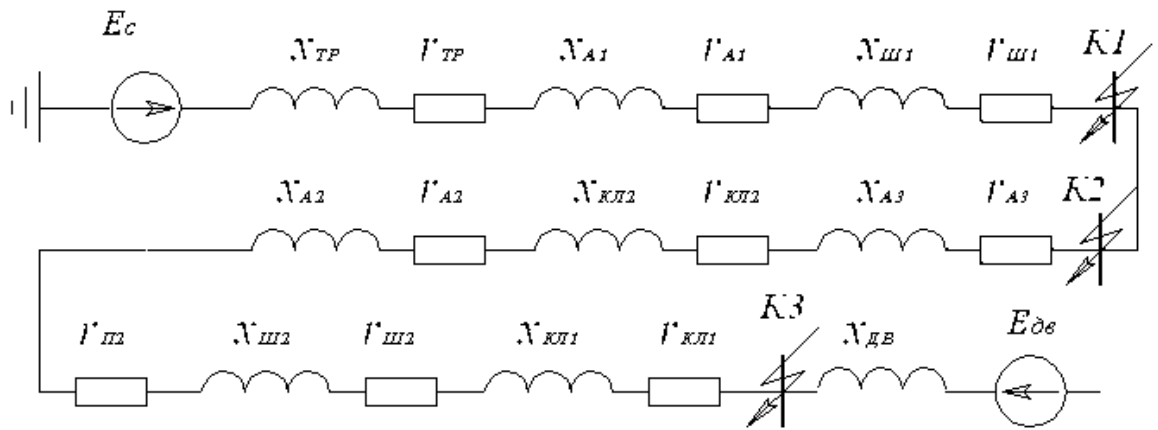 Ec
xТР rТР xА1 rА1 xШ1 rШ1 K1
xА2 rА2 xКЛ2 rКЛ2 xА3 rА3 K2
rП2 xШ2 rШ2 xКЛ1 rКЛ1 K3 xДВ Eдв